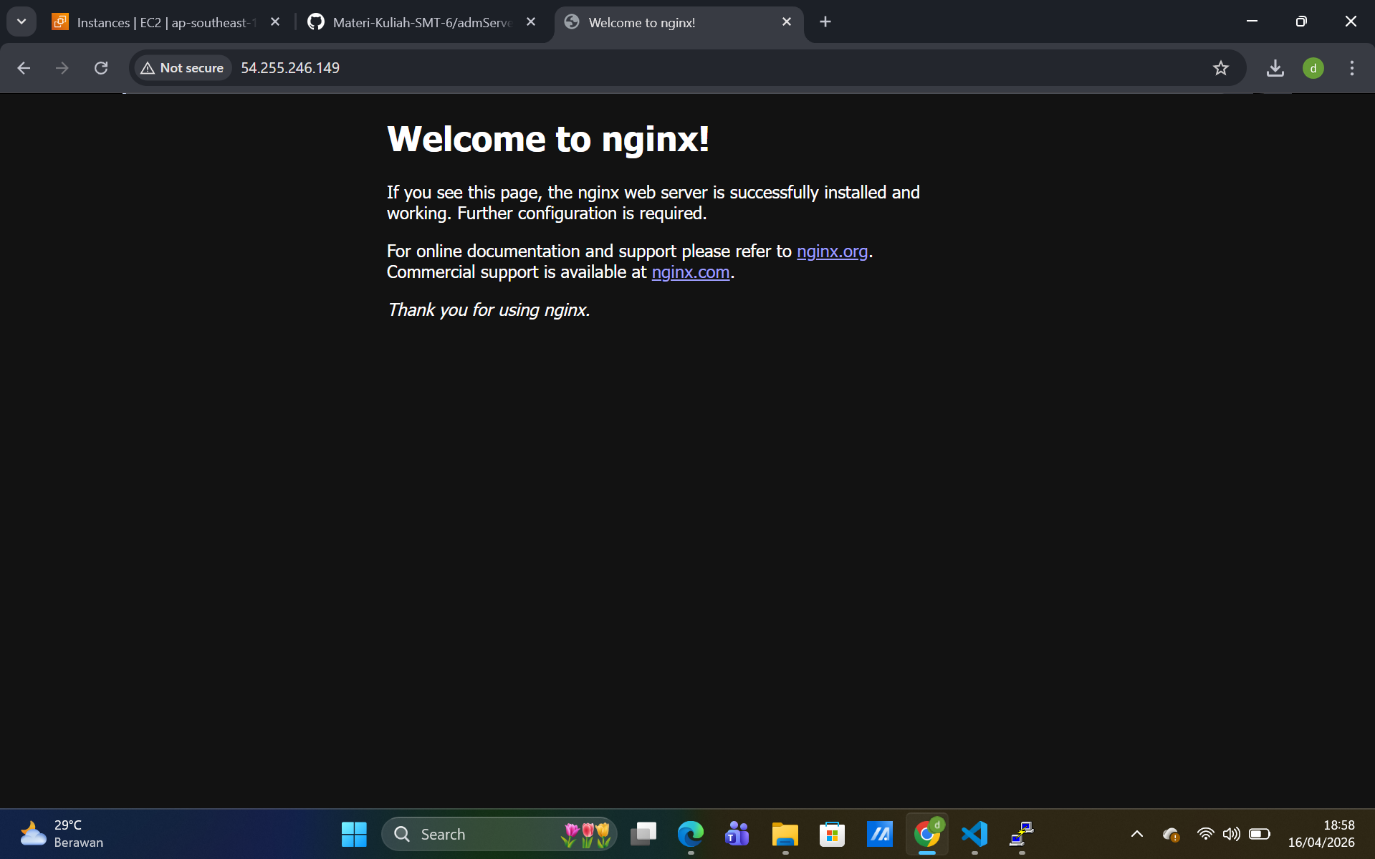 Instances | EC2 | ap-southeast-1
Materi-Kuliah-SMT-6/admServe
Welcome to nginx!
Not secure
54.255.246.149
d
Welcome to nginx!
If you see this page, the nginx web server is successfully installed and
working. Further configuration is required.
For online documentation and support please refer to nginx.org.
Commercial support is available at nginx.com.
Thank you for using nginx.
29°C
Berawan
Search
d
18:58
16/04/2026